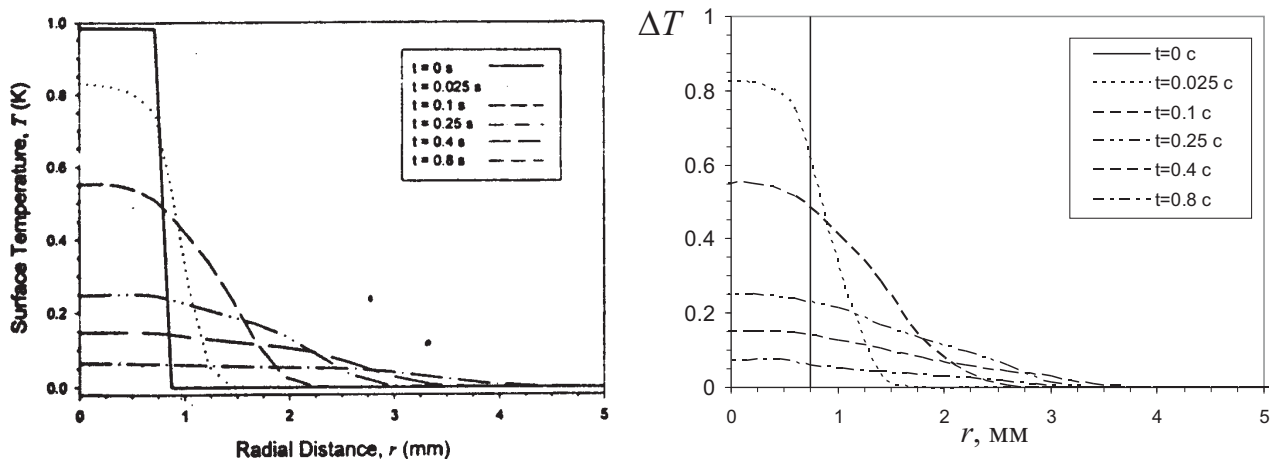 Surface Temperature, T (K)
1.0
0.8
0.6
0.4
0.2
0.0
t = 0 s
t = 0.025 s
t = 0.1 s
t = 0.25 s
t = 0.4 s
t = 0.8 s
0 1 2 3 4 5
Radial Distance, r (mm)
ΔT
1
0.8
0.6
0.4
0.2
0
t=0 c
t=0.025 c
t=0.1 c
t=0.25 c
t=0.4 c
t=0.8 c
0 1 2 3 4 5
r, мм